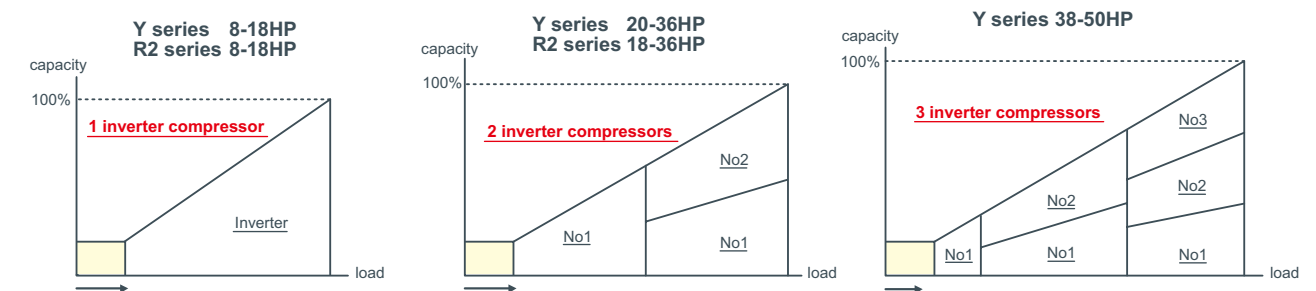 Y series 8-18HP
R2 series 8-18HP
capacity
100%
1 inverter compressor
Inverter
load
Y series 20-36HP
R2 series 18-36HP
capacity
100%
2 inverter compressors
No2
No1
No1
load
Y series 38-50HP
capacity
100%
3 inverter compressors
No3
No2
No2
No1
No1
No1
load